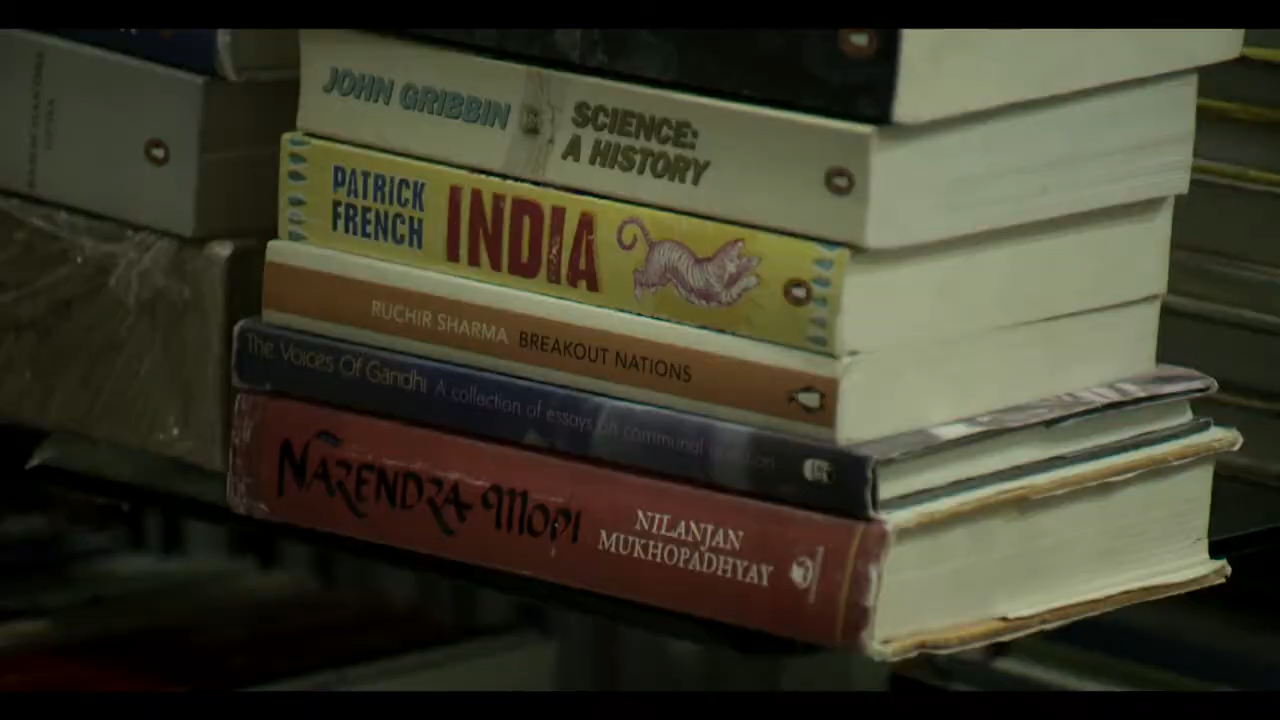 JOHN GRIBBIN
SCIENCE:
A HISTORY
PATRICK
FRENCH
INDIA
RUCHIR SHARMA BREAKOUT NATIONS
The Voices Of Gandhi A collection of essays on communal
NARENDRA MODI
NILANJAN
MUKHOPADHYAY